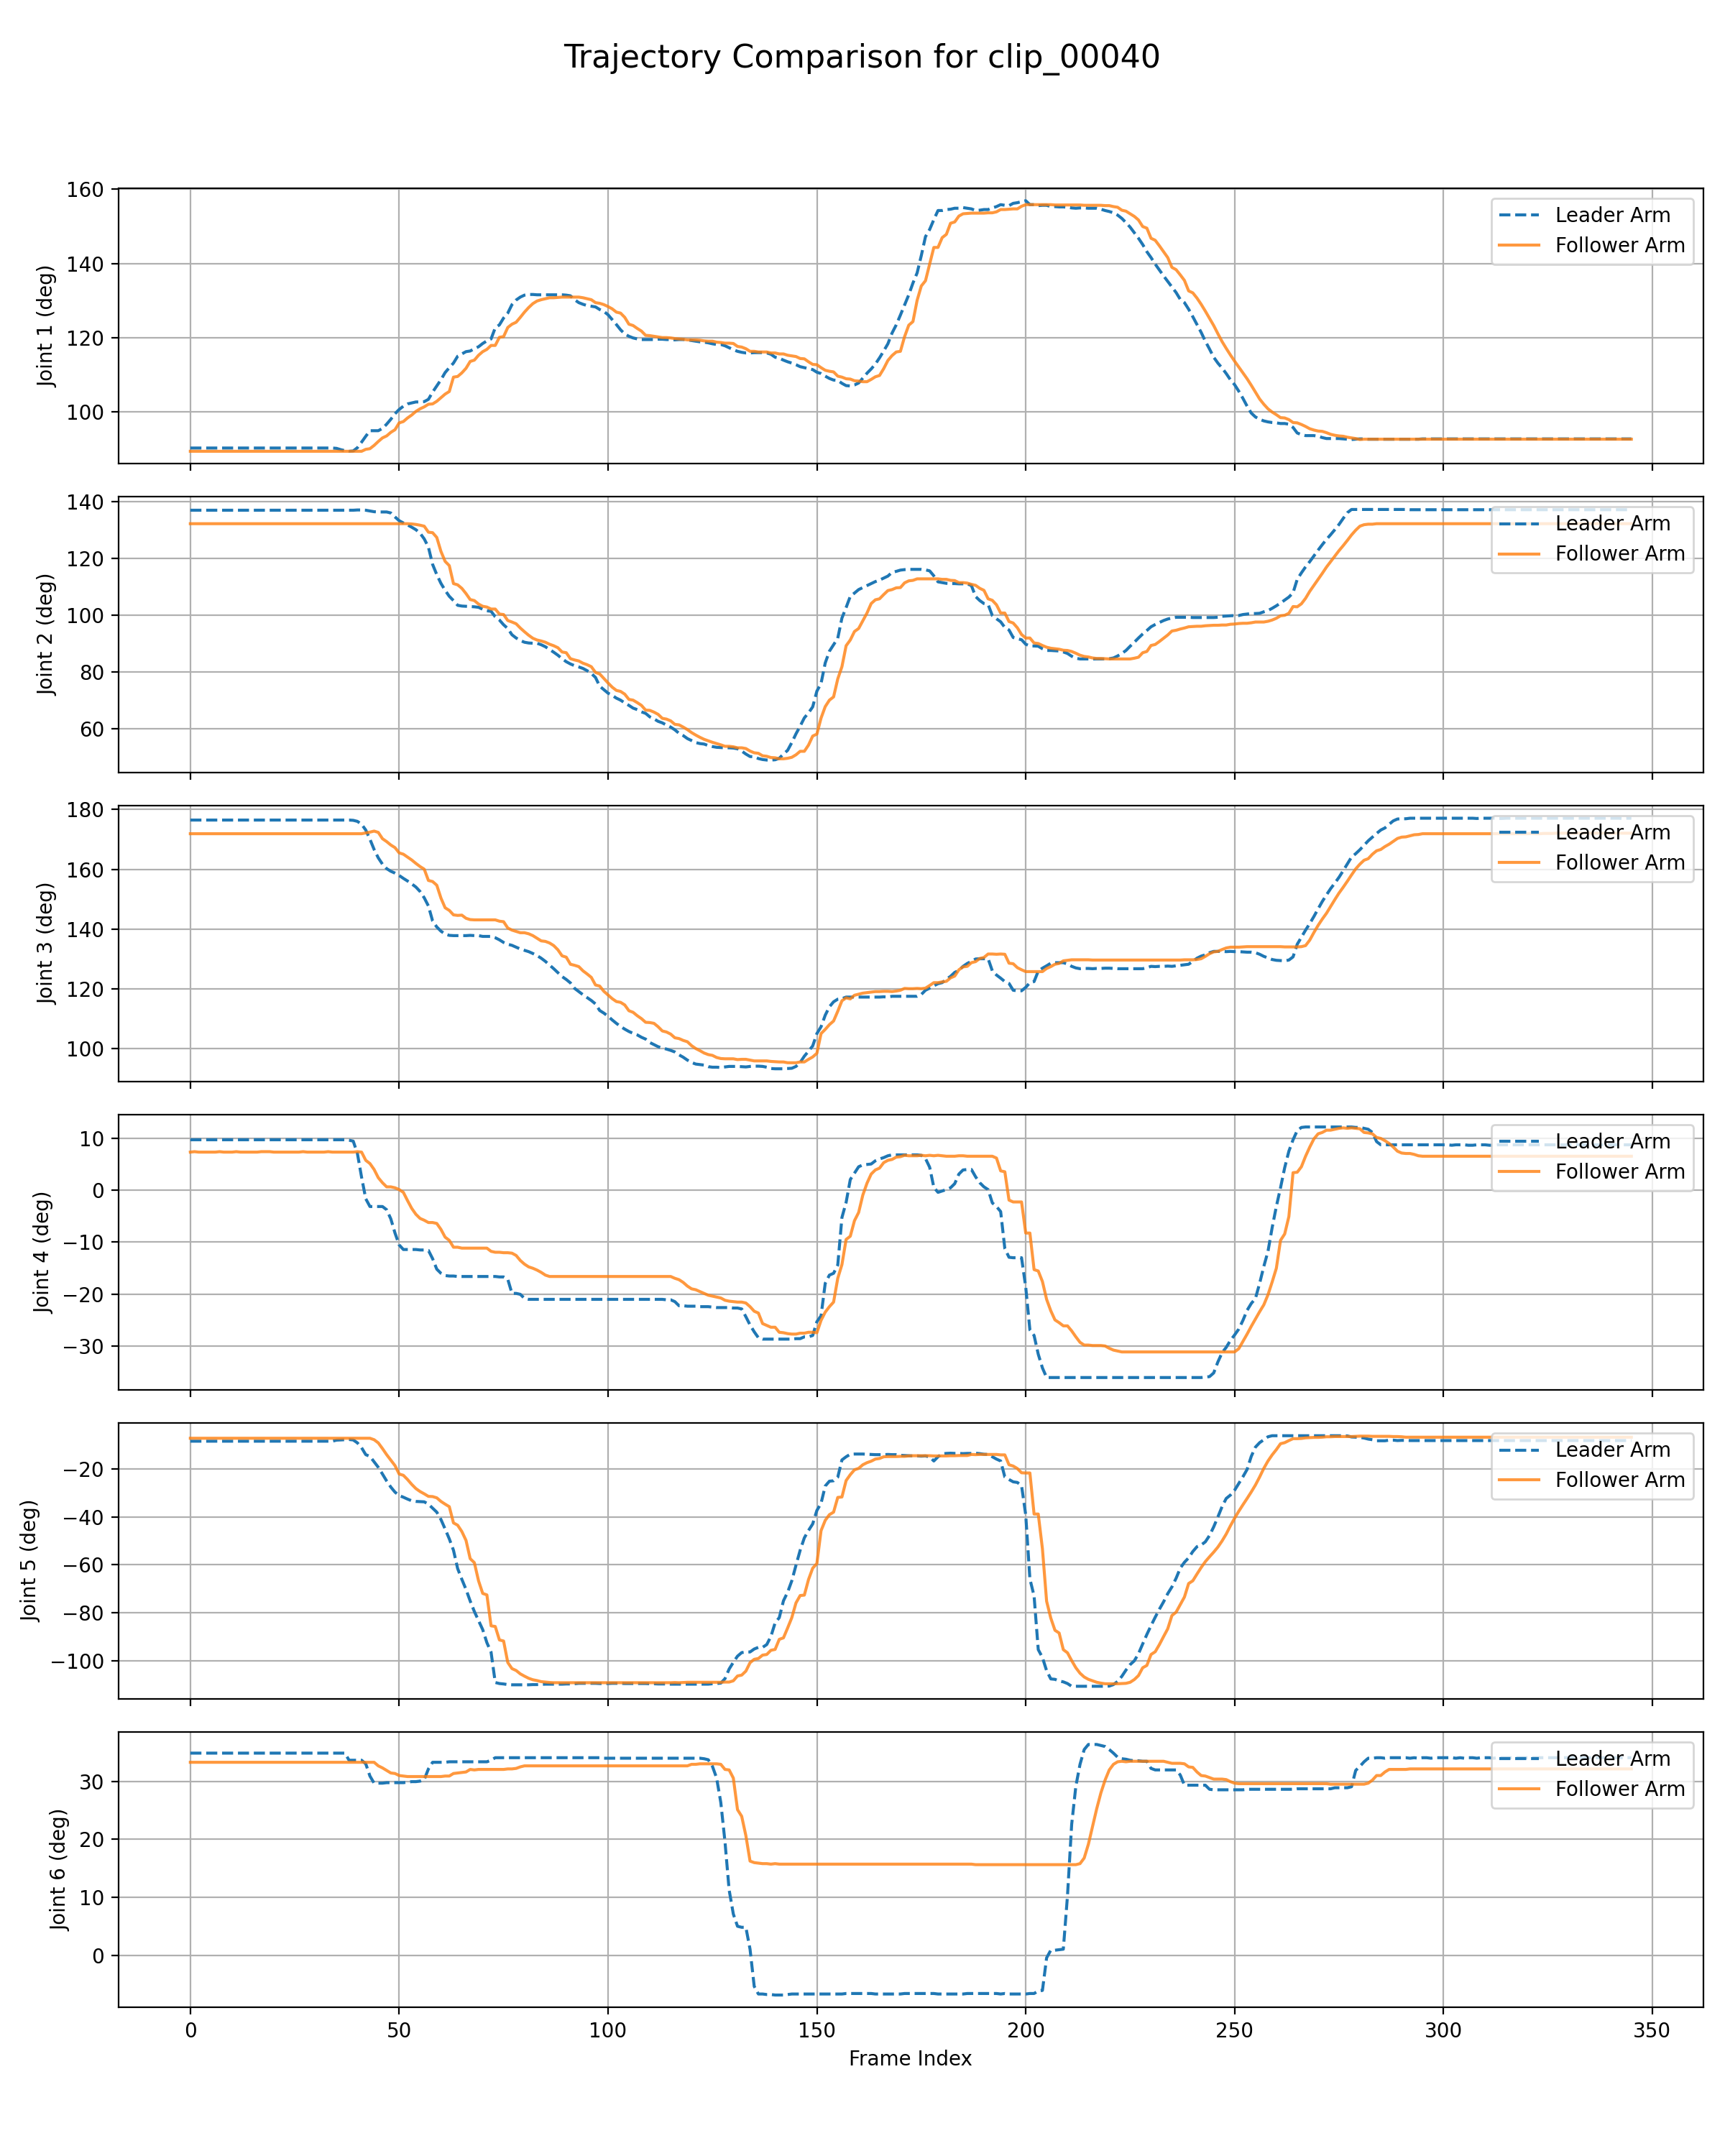 Trajectory Comparison for clip_00040
160
140
120
100
Joint 1 (deg)
Leader Arm
Follower Arm
140
120
100
80
60
Joint 2 (deg)
Leader Arm
Follower Arm
180
160
140
120
100
Joint 3 (deg)
Leader Arm
Follower Arm
10
0
−10
−20
−30
Joint 4 (deg)
Leader Arm
Follower Arm
−20
−40
−60
−80
−100
Joint 5 (deg)
Leader Arm
Follower Arm
30
20
10
0
Joint 6 (deg)
Leader Arm
Follower Arm
0 50 100 150 200 250 300 350
Frame Index